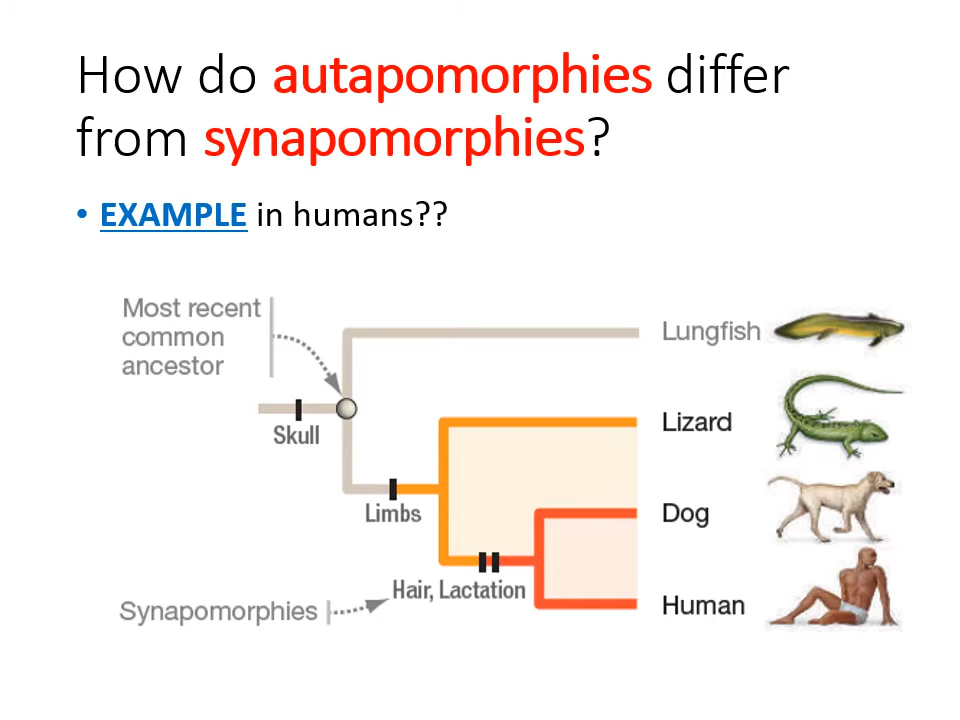 How do autapomorphies differ
from synapomorphies?
• EXAMPLE in humans??
Most recent
common
ancestor
Skull
Limbs
Hair, Lactation
Synapomorphies
Lungfish
Lizard
Dog
Human